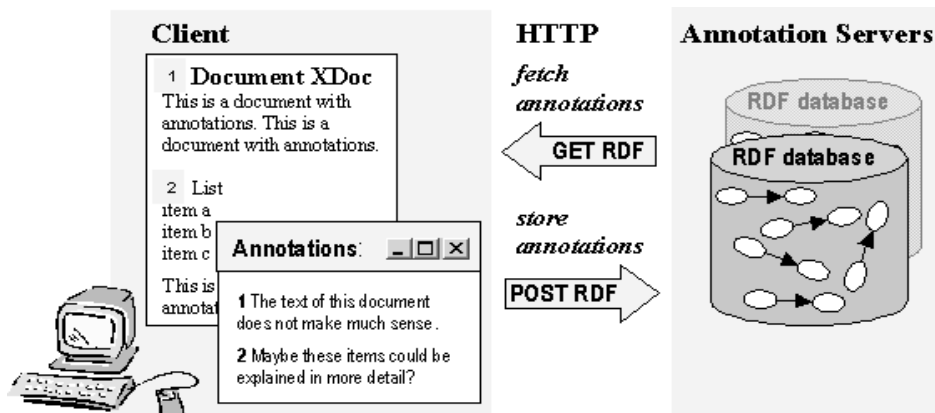 Client
1 Document XDoc
This is a document with
annotations. This is a
document with annotations.
2 List
item a
item b
item c
This is
annotat
Annotations:
1 The text of this document
does not make much sense.
2 Maybe these items could be
explained in more detail?
HTTP
fetch
annotations
GET RDF
store
annotations
POST RDF
Annotation Servers
RDF database
RDF database